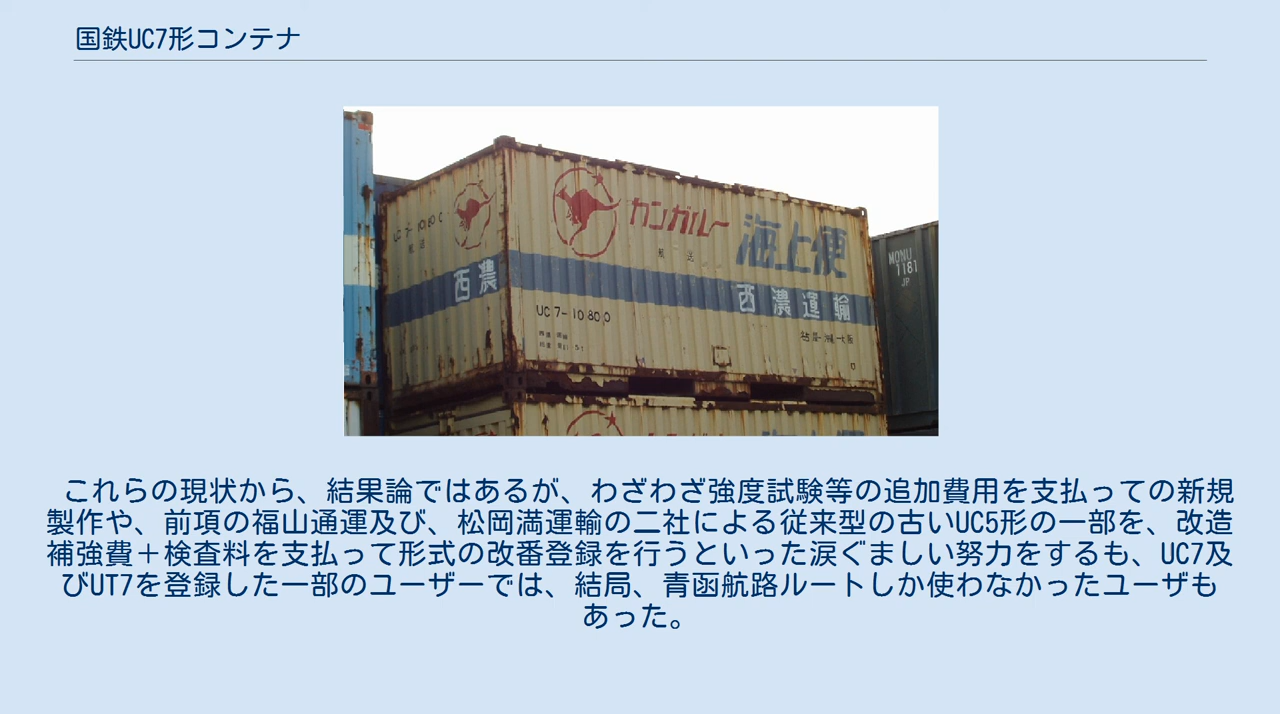 国鉄UC7形コンテナ
カンガルー
海上便
UC 7-10800
航送
西濃
西濃運輸
UC 7-10800
MONU
1181
JP
これらの現状から、結果論ではあるが、わざわざ強度試験等の追加費用を支払っての新規
製作や、前項の福山通運及び、松岡満運輸の二社による従来型の古いUC5形の一部を、改造
補強費＋検査料を支払って形式の改番登録を行うといった涙ぐましい努力をするも、UC7及
びUT7を登録した一部のユーザーでは、結局、青函航路ルートしか使わなかったユーザも
あった。